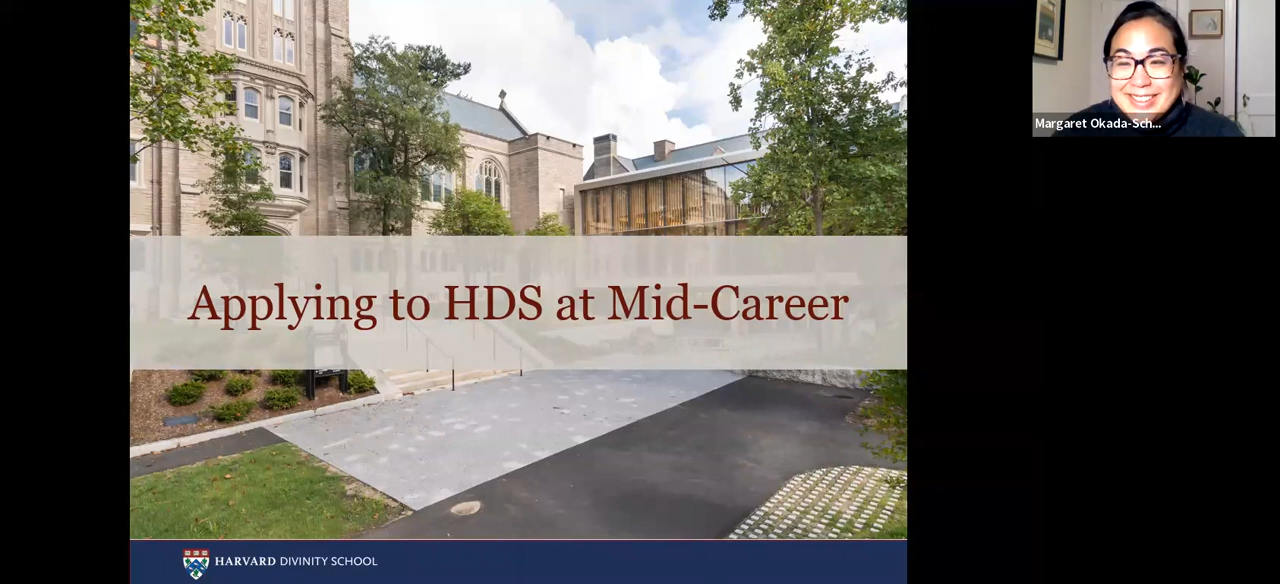 Margaret Okada-Sch...
Applying to HDS at Mid-Career
HARVARD DIVINITY SCHOOL